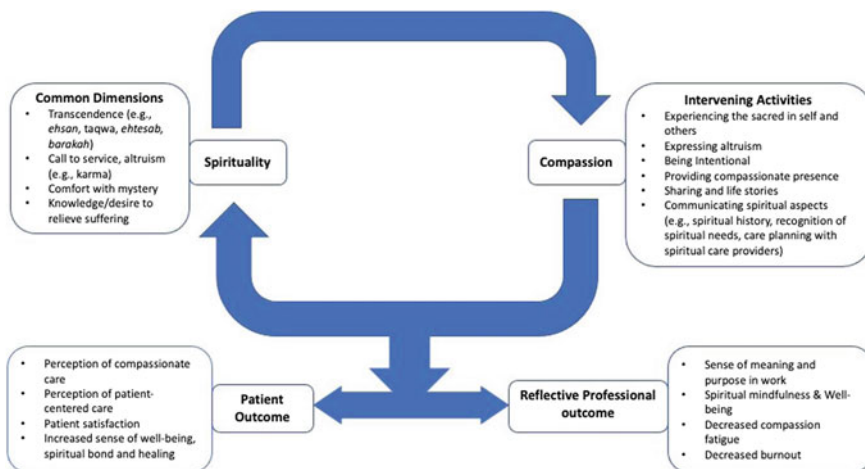 Common Dimensions
• Transcendence (e.g.,
ehsan, taqwa, ehtesab,
barakah)
• Call to service, altruism
(e.g., karma)
• Comfort with mystery
• Knowledge/desire to
relieve suffering
Spirituality
Compassion
Intervening Activities
• Experiencing the sacred in self and
others
• Expressing altruism
• Being Intentional
• Providing compassionate presence
• Sharing and life stories
• Communicating spiritual aspects
(e.g., spiritual history, recognition of
spiritual needs, care planning with
spiritual care providers)
• Perception of compassionate
care
• Perception of patient-
centered care
• Patient satisfaction
• Increased sense of well-being,
spiritual bond and healing
Patient
Outcome
Reflective Professional
outcome
• Sense of meaning and
purpose in work
• Spiritual mindfulness & Well-
being
• Decreased compassion
fatigue
• Decreased burnout